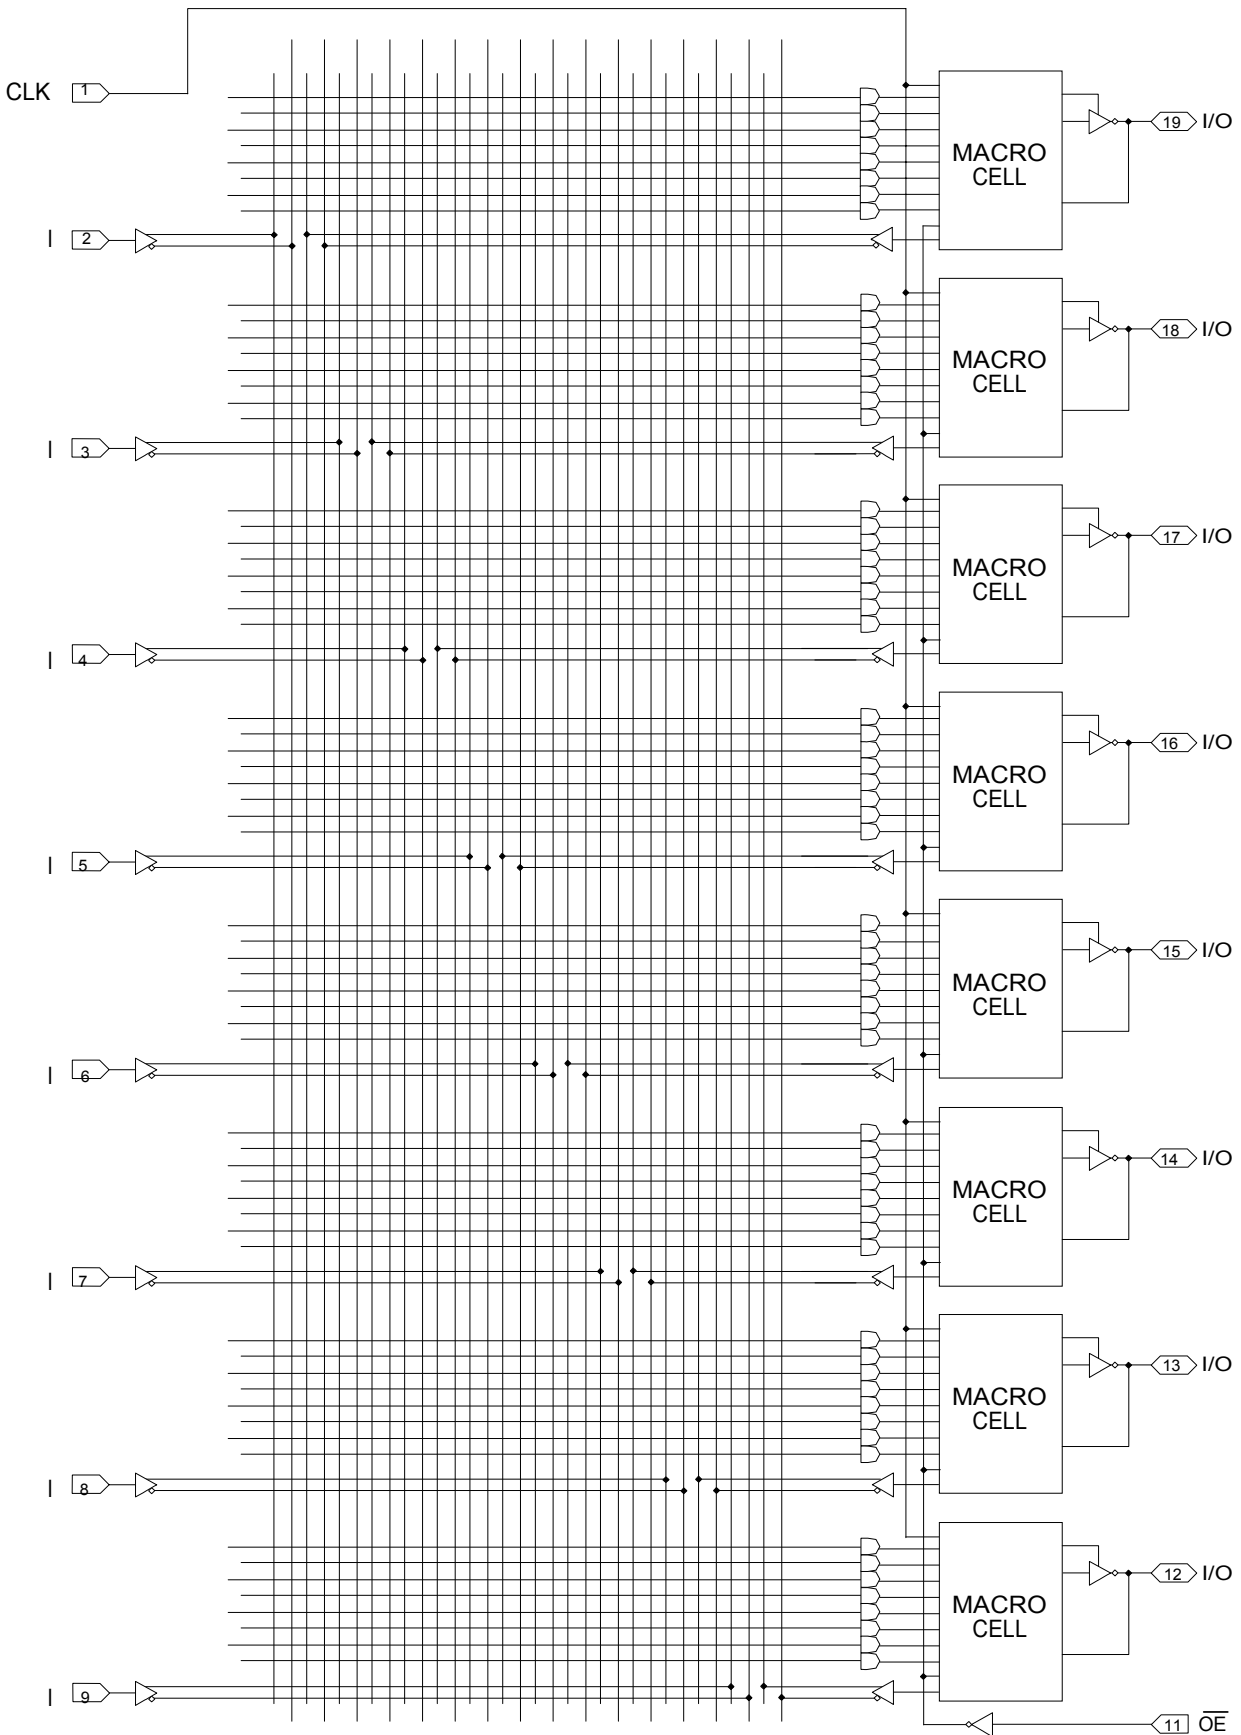 CLK 1
MACRO
CELL
19 I/O
I 2
MACRO
CELL
18 I/O
I 3
MACRO
CELL
17 I/O
I 4
MACRO
CELL
16 I/O
I 5
MACRO
CELL
15 I/O
I 6
MACRO
CELL
14 I/O
I 7
MACRO
CELL
13 I/O
I 8
MACRO
CELL
12 I/O
I 9
11 O̅E̅